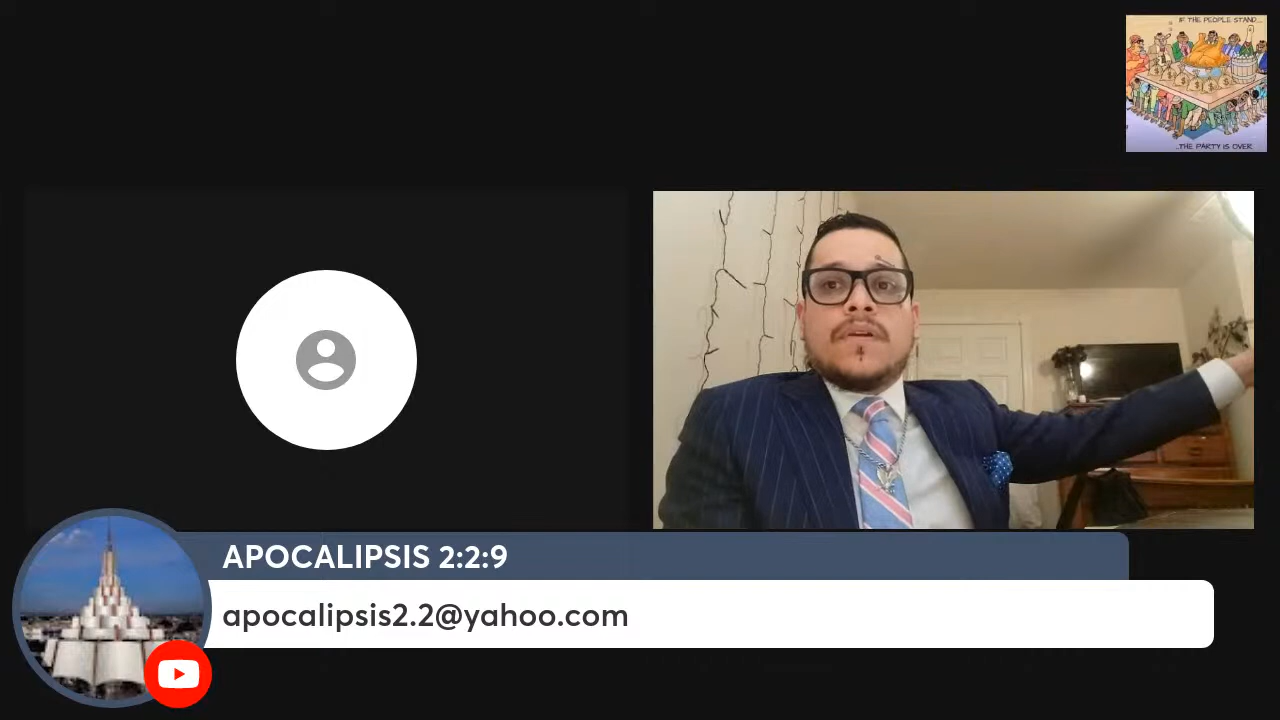 IF THE PEOPLE STAND...
...THE PARTY IS OVER
APOCALIPSIS 2:2:9
apocalipsis2.2@yahoo.com